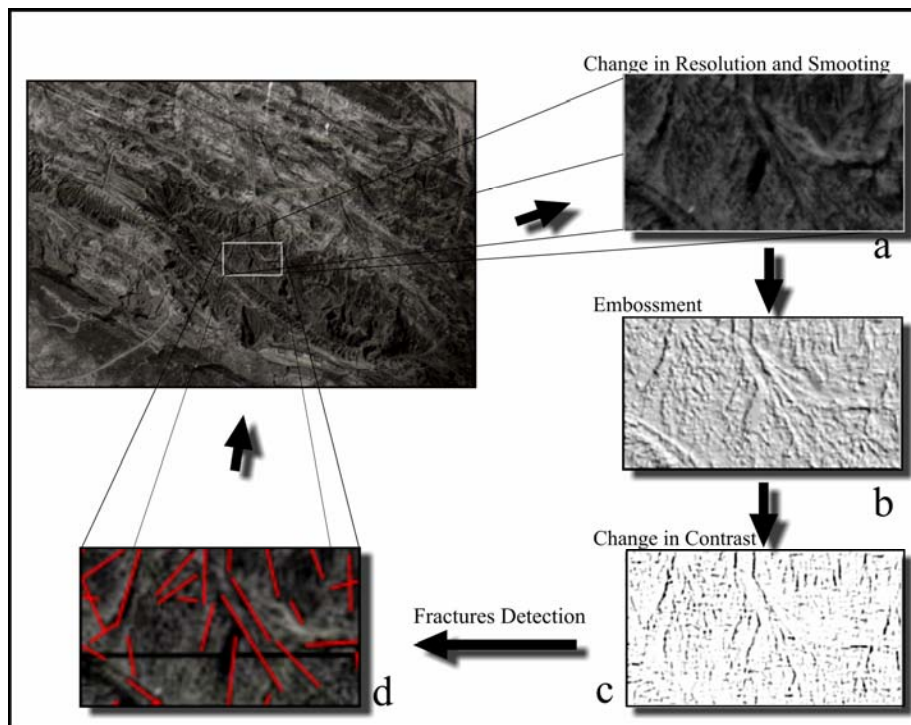 Change in Resolution and Smooting
a
Embossment
b
Change in Contrast
c
Fractures Detection
d